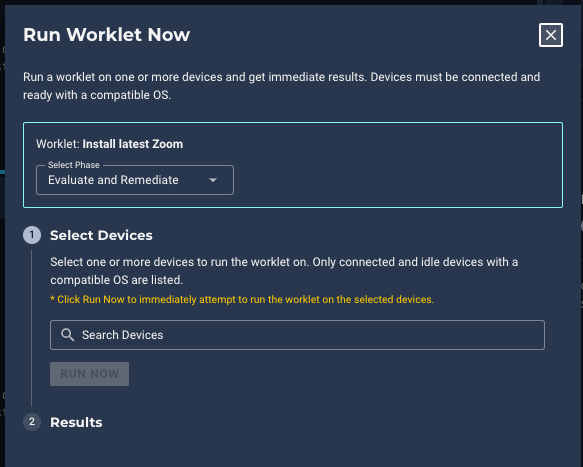 Run Worklet Now
Run a worklet on one or more devices and get immediate results. Devices must be connected and
ready with a compatible OS.
Worklet: Install latest Zoom
Select Phase
Evaluate and Remediate
1 Select Devices
Select one or more devices to run the worklet on. Only connected and idle devices with a
compatible OS are listed.
* Click Run Now to immediately attempt to run the worklet on the selected devices.
Search Devices
RUN NOW
2 Results